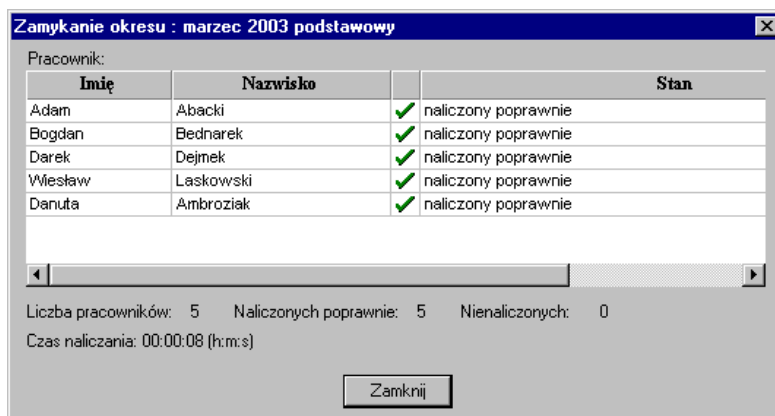 Zamykanie okresu : marzec 2003 podstawowy
Pracownik:
Imię Nazwisko Stan
Adam Abacki naliczony poprawnie
Bogdan Bednarek naliczony poprawnie
Darek Dejmek naliczony poprawnie
Wiesław Laskowski naliczony poprawnie
Danuta Ambroziak naliczony poprawnie
Liczba pracowników: 5 Naliczonych poprawnie: 5 Nienaliczonych: 0
Czas naliczania: 00:00:08 (h:m:s)
Zamknij